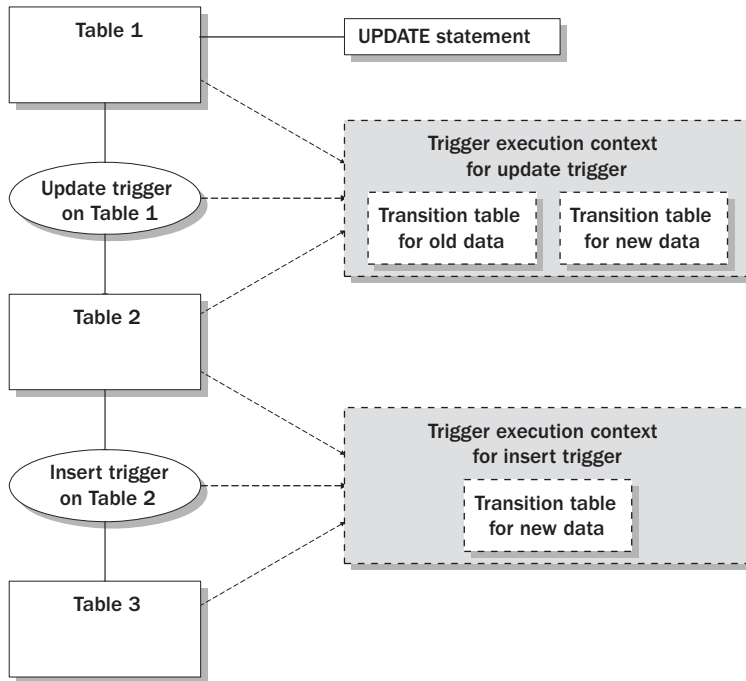 Table 1
UPDATE statement
Trigger execution context
for update trigger
Update trigger
on Table 1
Transition table
for old data
Transition table
for new data
Table 2
Trigger execution context
for insert trigger
Insert trigger
on Table 2
Transition table
for new data
Table 3